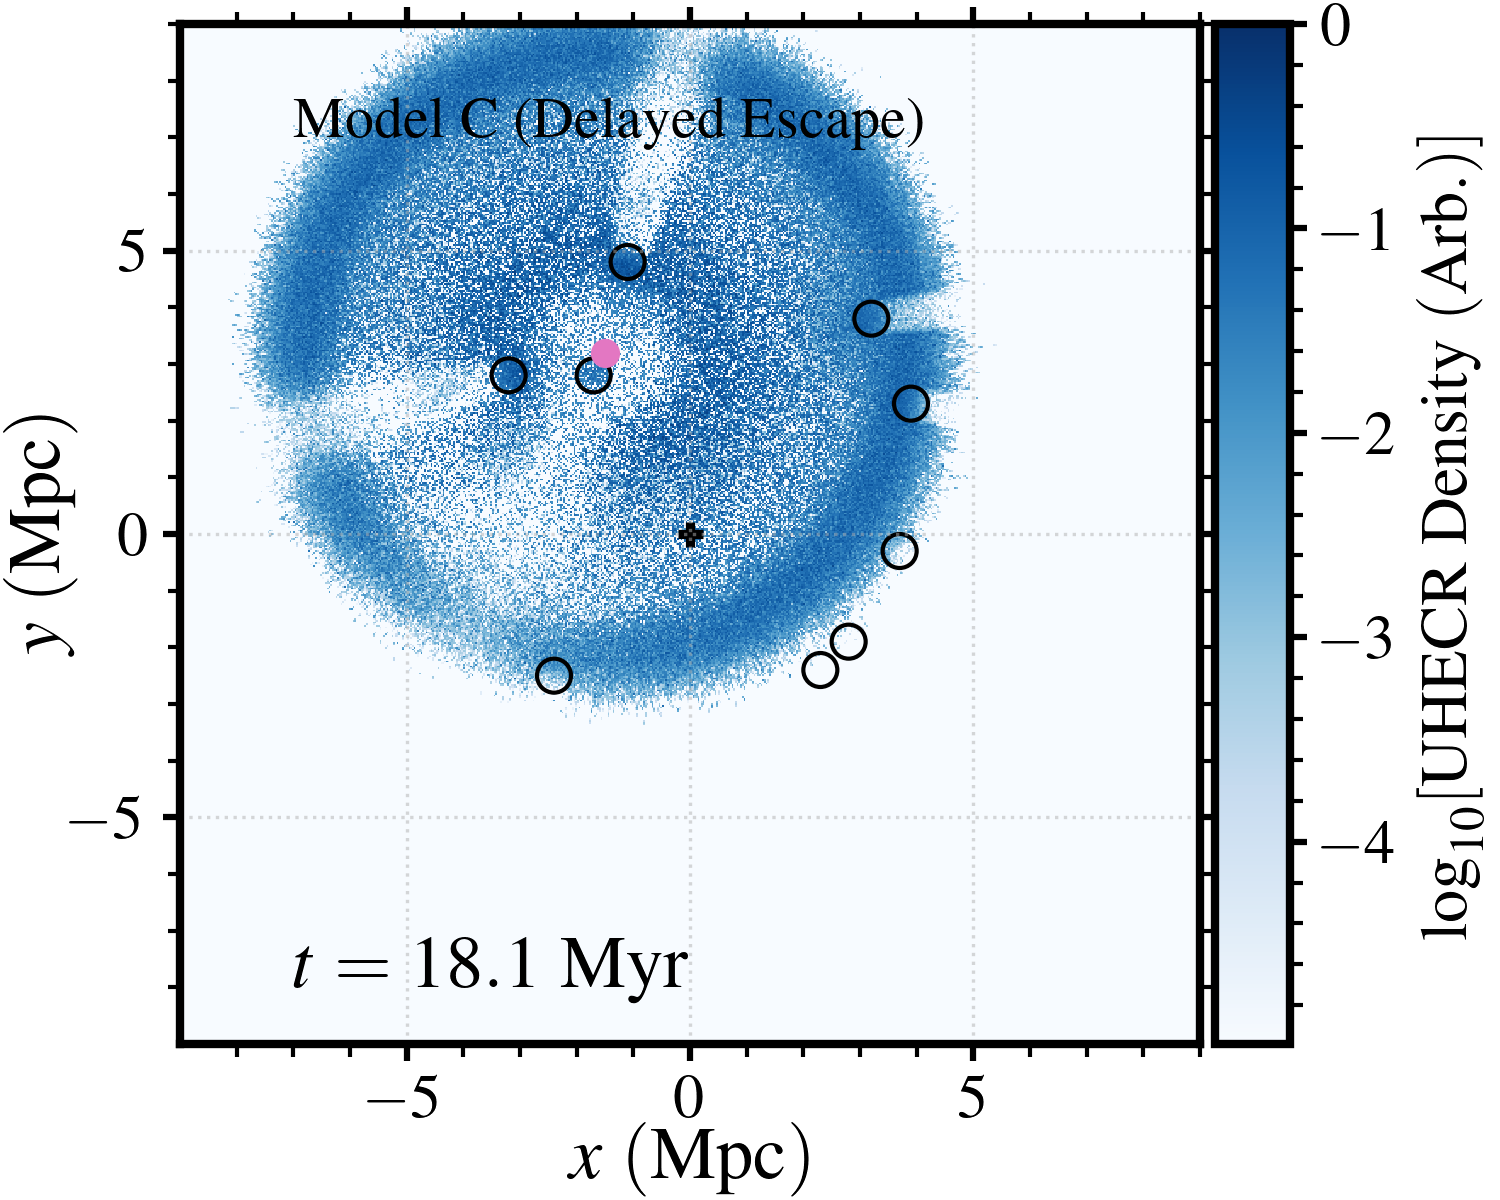 Model C (Delayed Escape)
5
0
−5
y (Mpc)
t = 18.1 Myr
−5
0
5
x (Mpc)
0
−1
−2
−3
−4
log₁₀[UHECR Density (Arb.)]